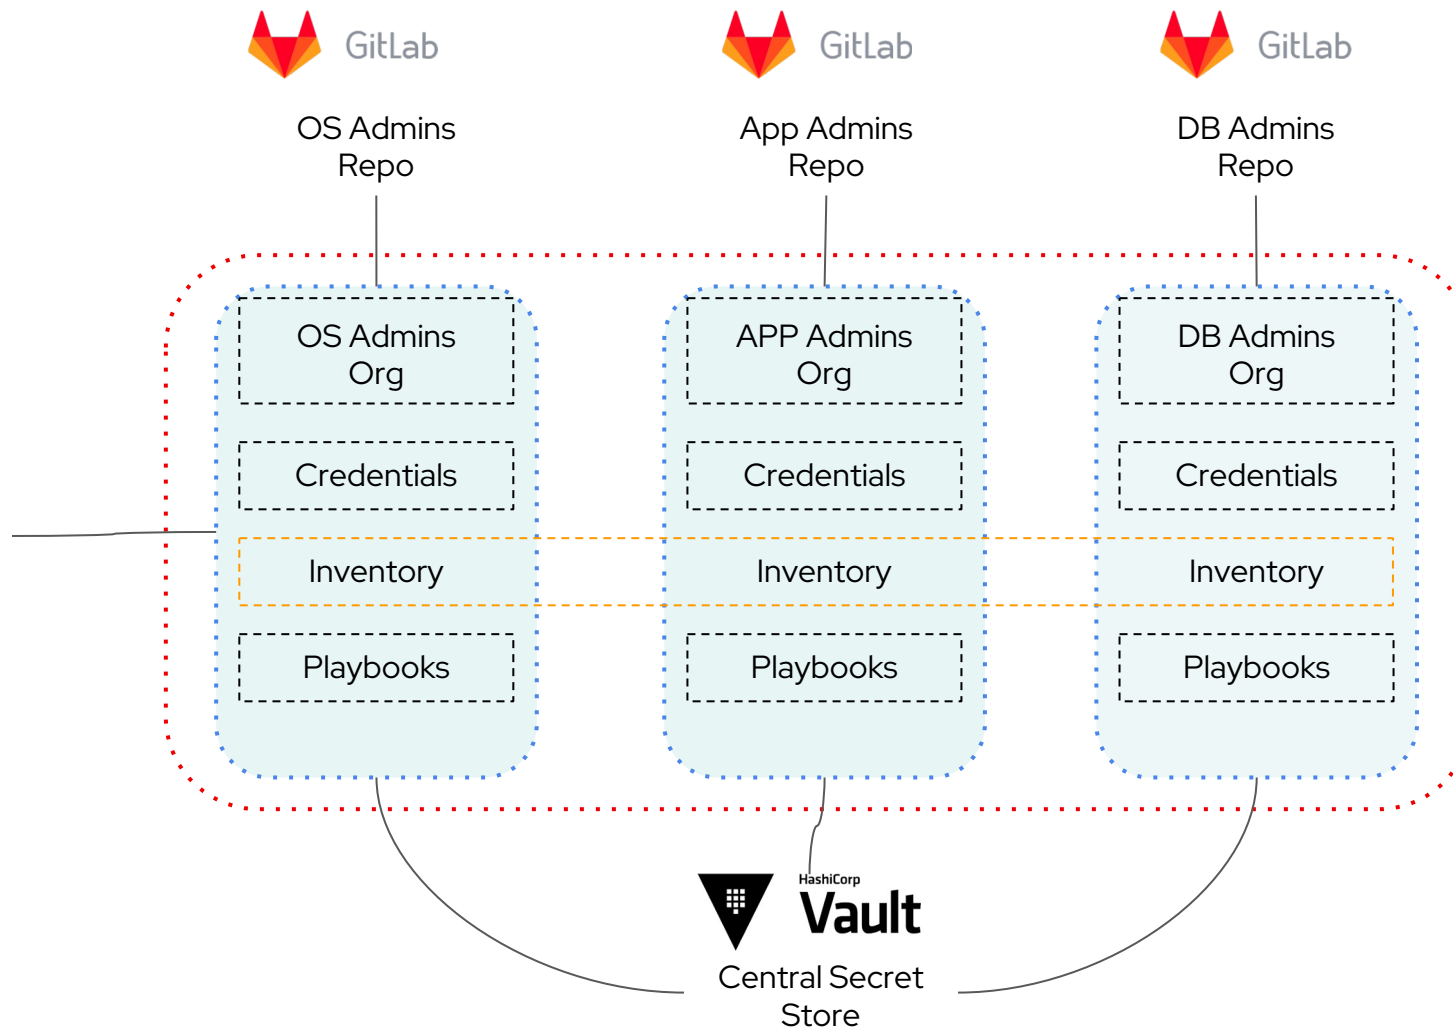 GitLab
GitLab
GitLab
OS Admins
Repo
App Admins
Repo
DB Admins
Repo
OS Admins
Org
APP Admins
Org
DB Admins
Org
Credentials
Credentials
Credentials
Inventory
Inventory
Inventory
Playbooks
Playbooks
Playbooks
HashiCorp
Vault
Central Secret
Store